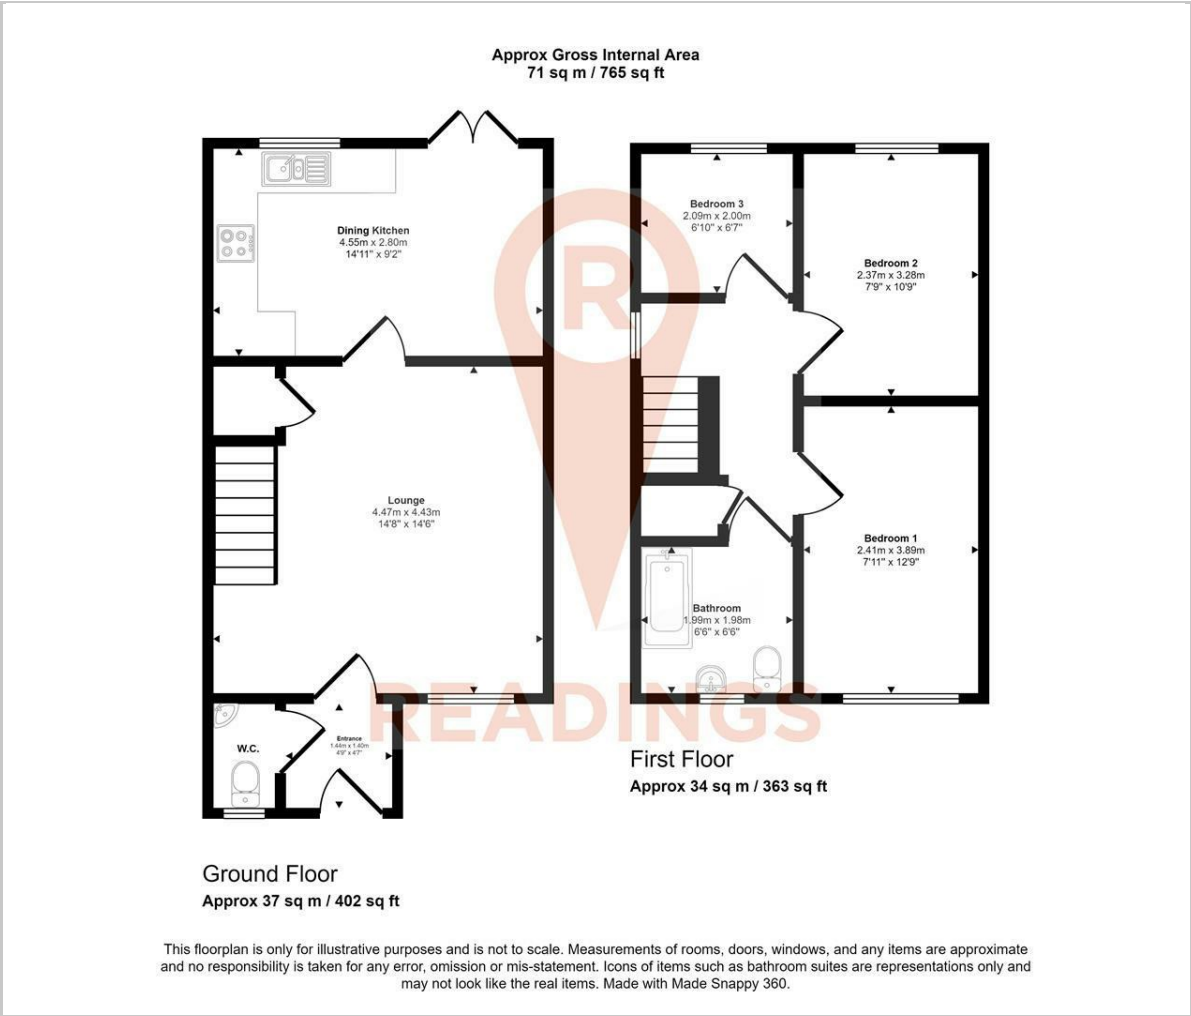 Approx Gross Internal Area
71 sq m / 765 sq ft
Dining Kitchen
4.55m x 2.80m
14'11" x 9'2"
Lounge
4.47m x 4.43m
14'8" x 14'6"
W.C.
Entrance
1.44m x 1.40m
4'9" x 4'7"
Ground Floor
Approx 37 sq m / 402 sq ft
Bedroom 3
2.09m x 2.00m
6'10" x 6'7"
Bedroom 2
2.37m x 3.28m
7'9" x 10'9"
Bedroom 1
2.41m x 3.89m
7'11" x 12'9"
Bathroom
1.99m x 1.98m
6'6" x 6'6"
First Floor
Approx 34 sq m / 363 sq ft
R
READINGS
This floorplan is only for illustrative purposes and is not to scale. Measurements of rooms, doors, windows, and any items are approximate
and no responsibility is taken for any error, omission or mis-statement. Icons of items such as bathroom suites are representations only and
may not look like the real items. Made with Made Snappy 360.